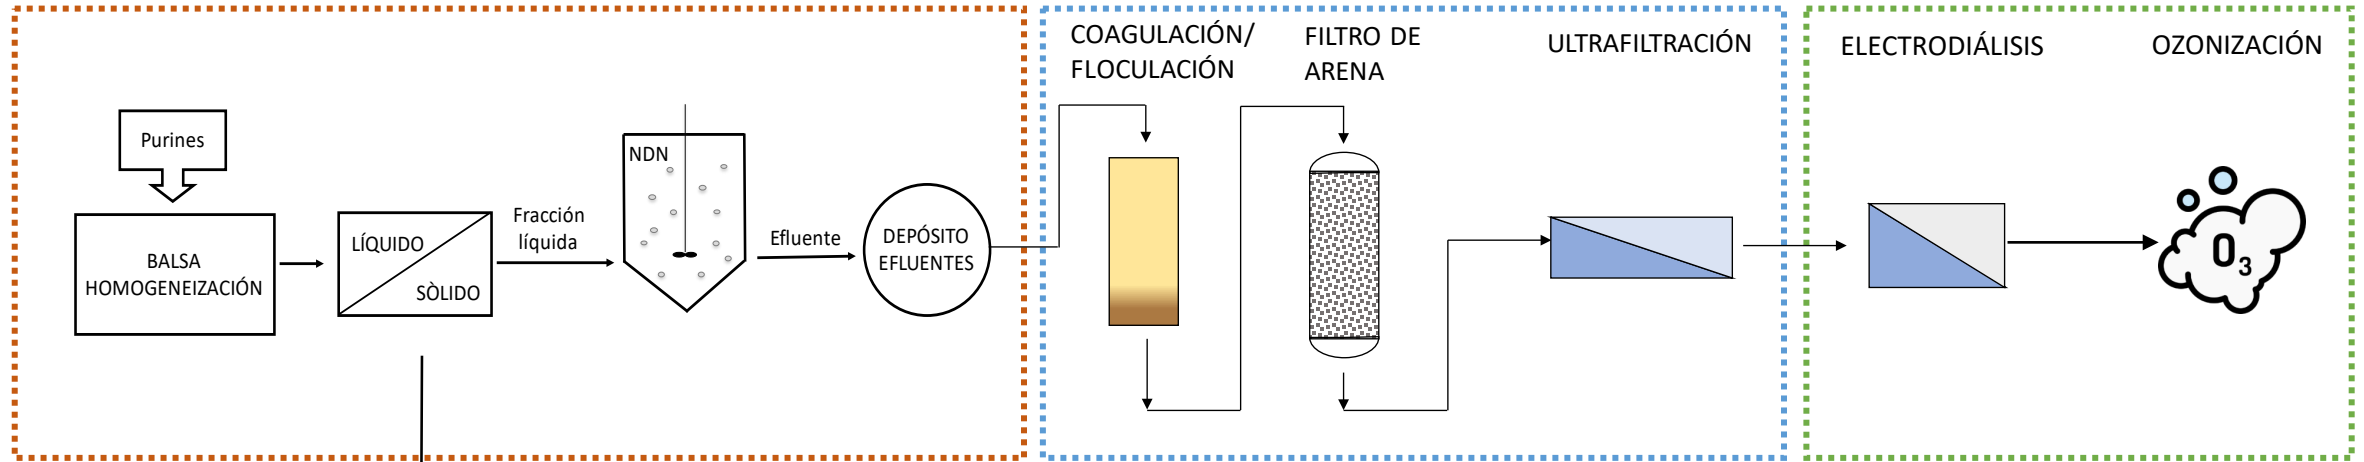 Purines
BALSA
HOMOGENEIZACIÓN
LÍQUIDO
SÒLIDO
Fracción
líquida
NDN
Efluente
DEPÓSITO
EFLUENTES
COAGULACIÓN/
FLOCULACIÓN
FILTRO DE
ARENA
ULTRAFILTRACIÓN
ELECTRODIÁLISIS
OZONIZACIÓN
O3